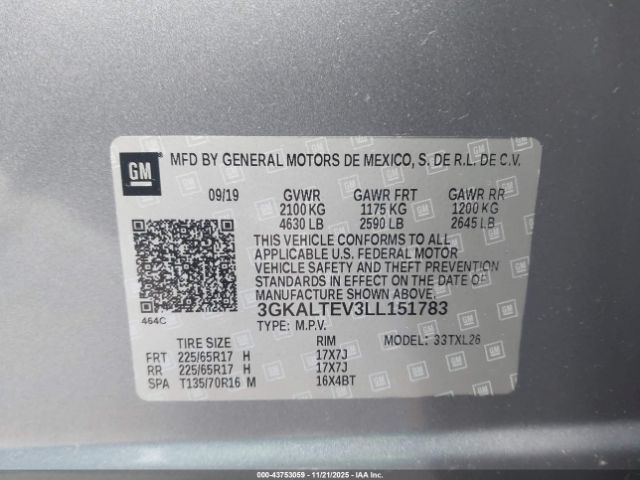 GM
MFD BY GENERAL MOTORS DE MEXICO, S. DE R.L. DE C.V.
09/19 GVWR GAWR FRT GAWR RR
2100 KG 1175 KG 1200 KG
4630 LB 2590 LB 2645 LB
THIS VEHICLE CONFORMS TO ALL
APPLICABLE U.S. FEDERAL MOTOR
VEHICLE SAFETY AND THEFT PREVENTION
STANDARDS IN EFFECT ON THE DATE OF
MANUFACTURE SHOWN ABOVE.
464C
3GKALTEV3LL151783
TYPE: M.P.V.
TIRE SIZE RIM MODEL: 33TXL26
FRT 225/65R17 H 17X7J
RR 225/65R17 H 17X7J
SPA T135/70R16 M 16X4BT
000-43753059 - 11/21/2025 - IAAI.com